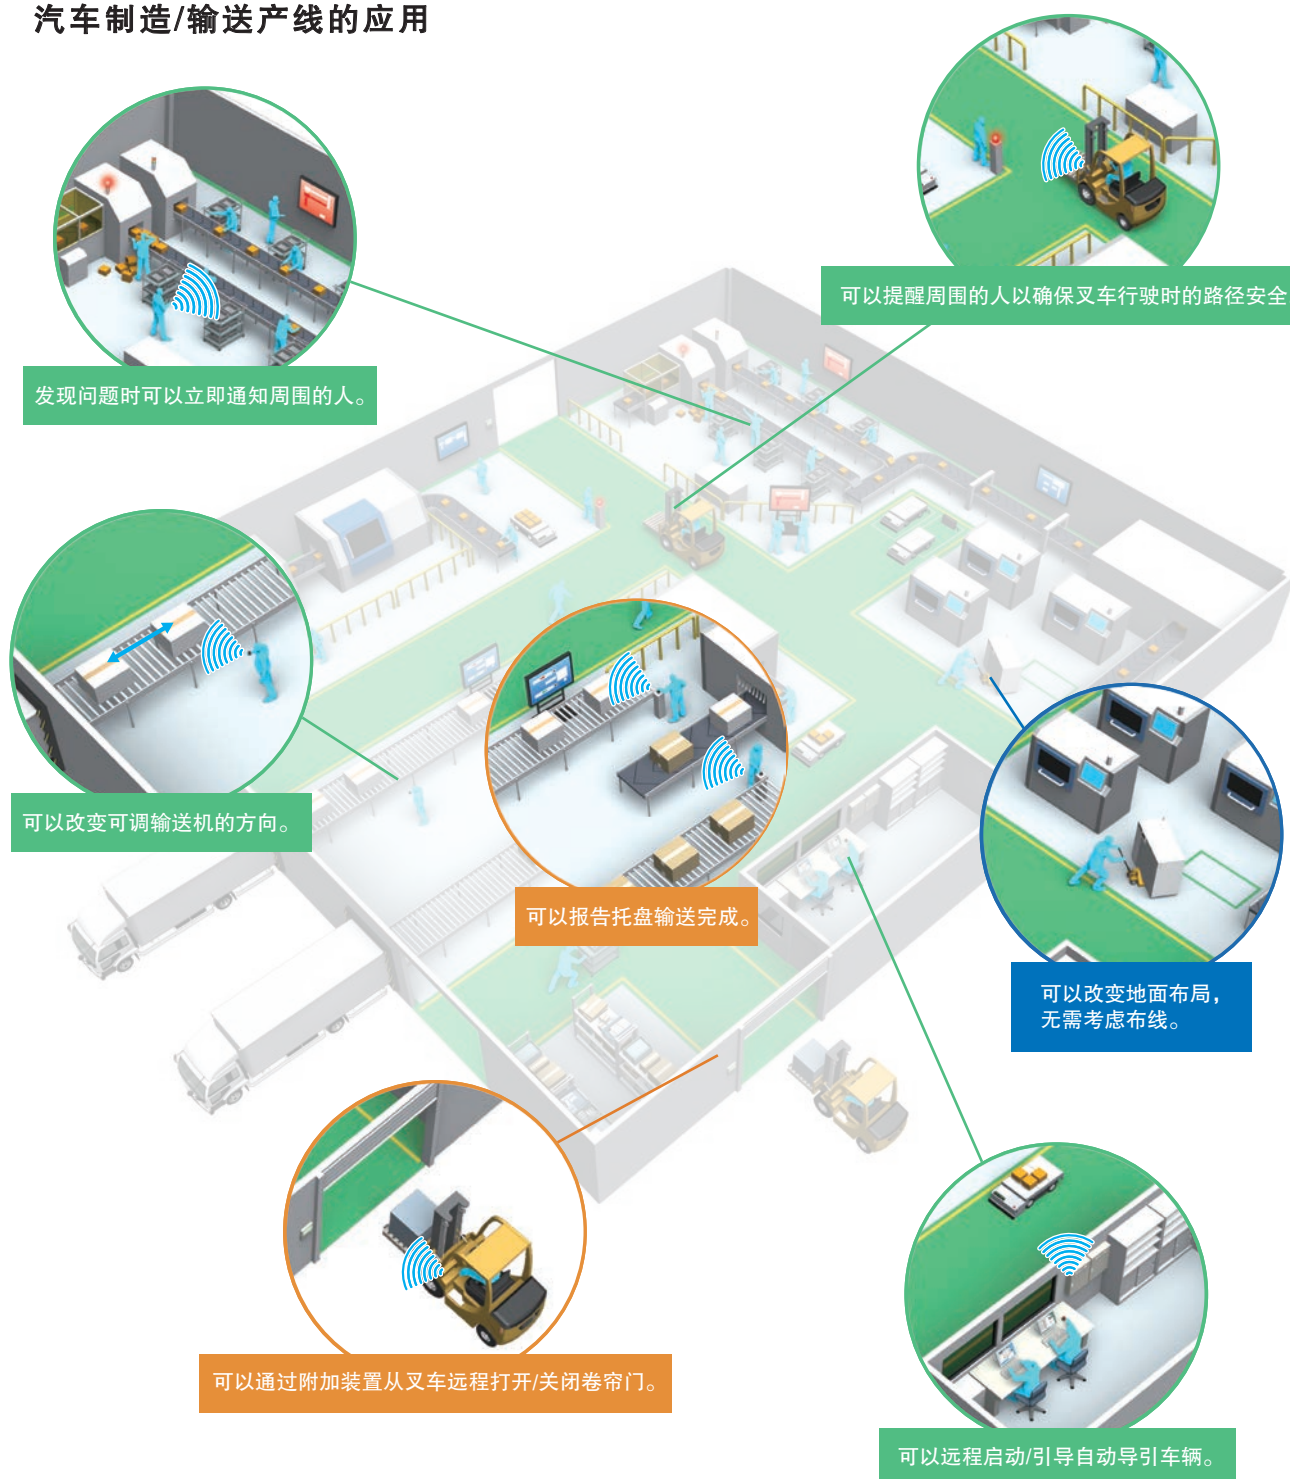 汽车制造/输送产线的应用
可以提醒周围的人以确保叉车行驶时的路径安全
发现问题时可以立即通知周围的人。
可以改变可调输送机的方向。
可以报告托盘输送完成。
可以改变地面布局，
无需考虑布线。
可以通过附加装置从叉车远程打开/关闭卷帘门。
可以远程启动/引导自动导引车辆。